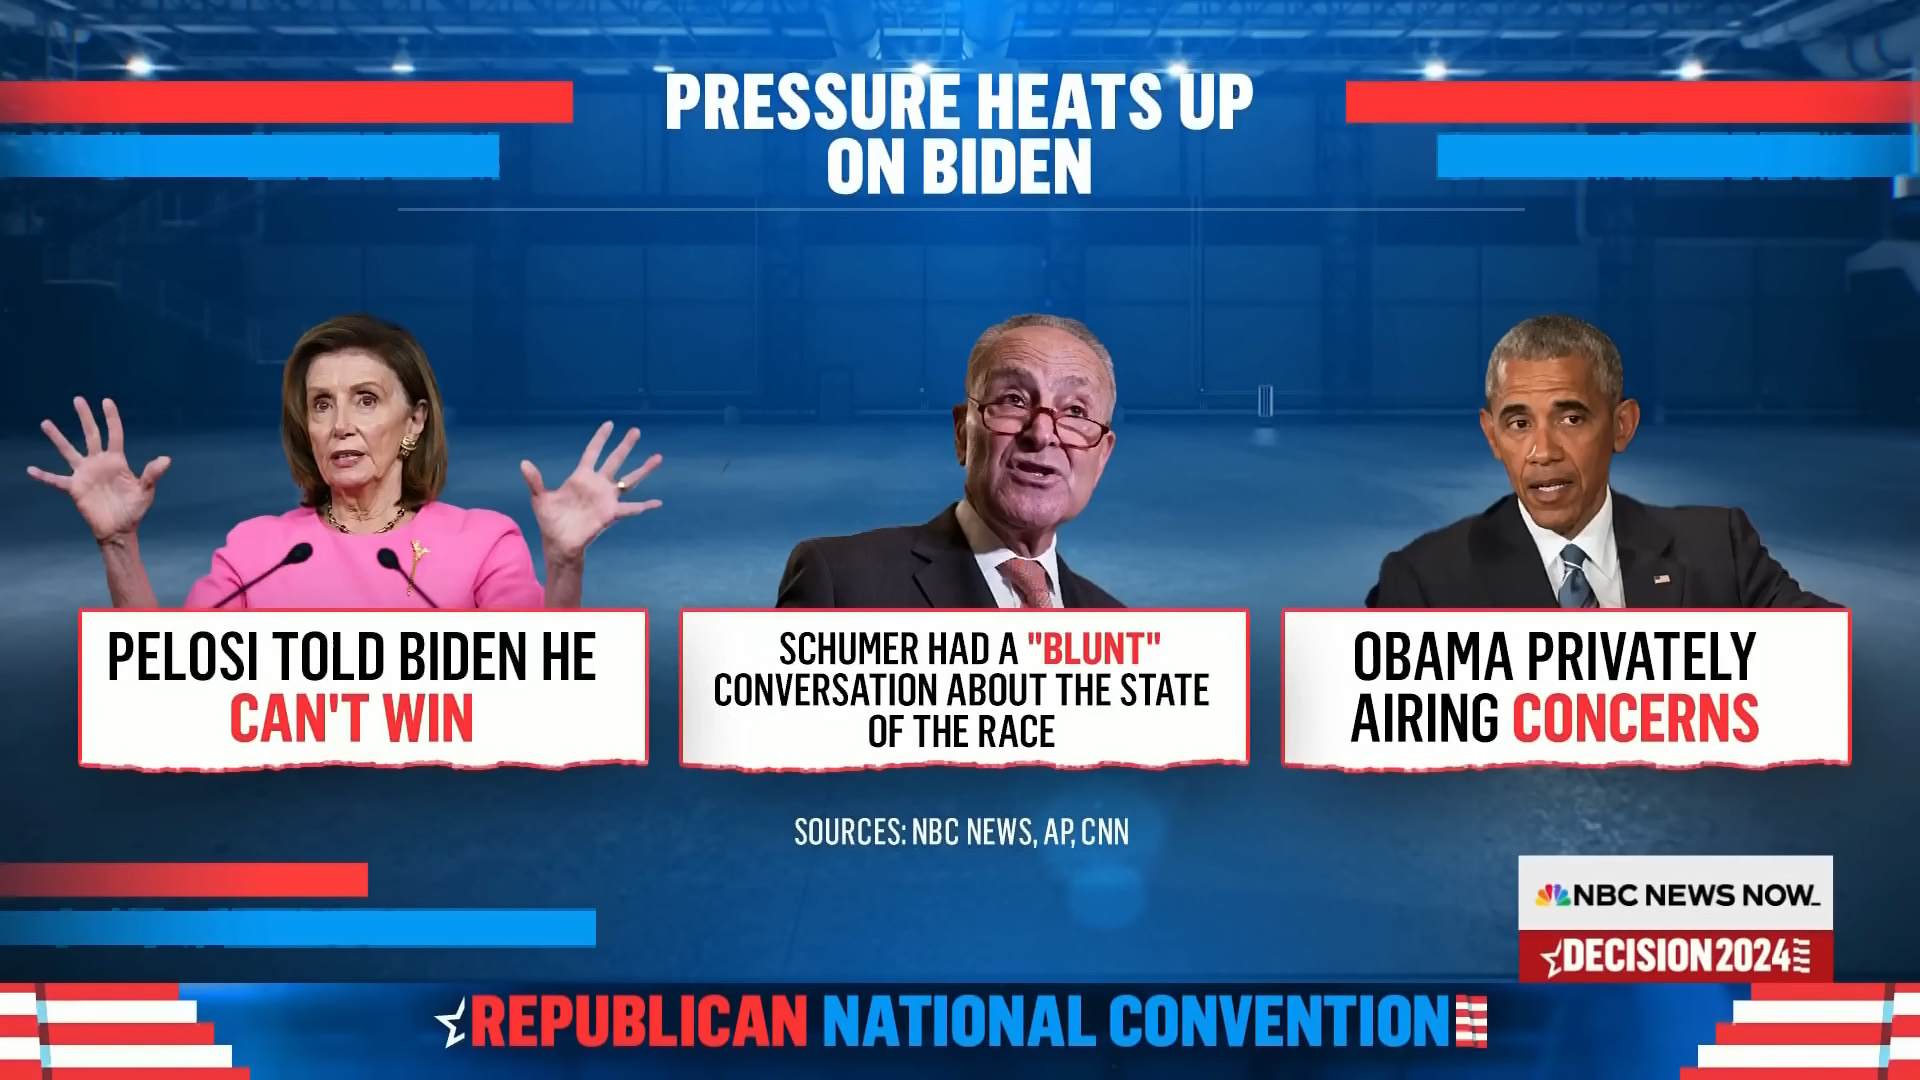 PRESSURE HEATS UP
ON BIDEN
PELOSI TOLD BIDEN HE
CAN'T WIN
SCHUMER HAD A "BLUNT"
CONVERSATION ABOUT THE STATE
OF THE RACE
OBAMA PRIVATELY
AIRING CONCERNS
SOURCES: NBC NEWS, AP, CNN
NBC NEWS NOW_
DECISION 2024
REPUBLICAN NATIONAL CONVENTION